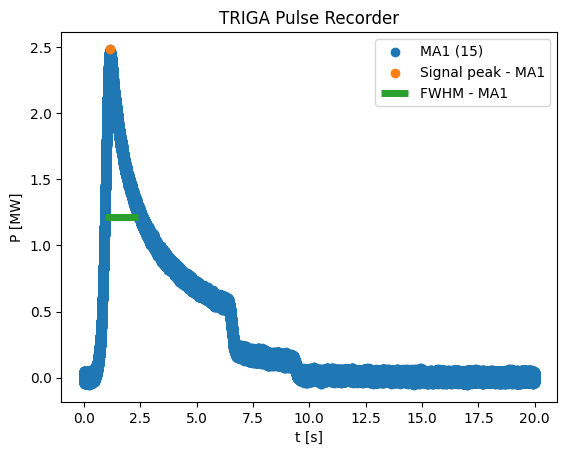 TRIGA Pulse Recorder
MA1 (15)
Signal peak - MA1
FWHM - MA1
2.5
2.0
1.5
1.0
0.5
0.0
P [MW]
0.0 2.5 5.0 7.5 10.0 12.5 15.0 17.5 20.0
t [s]